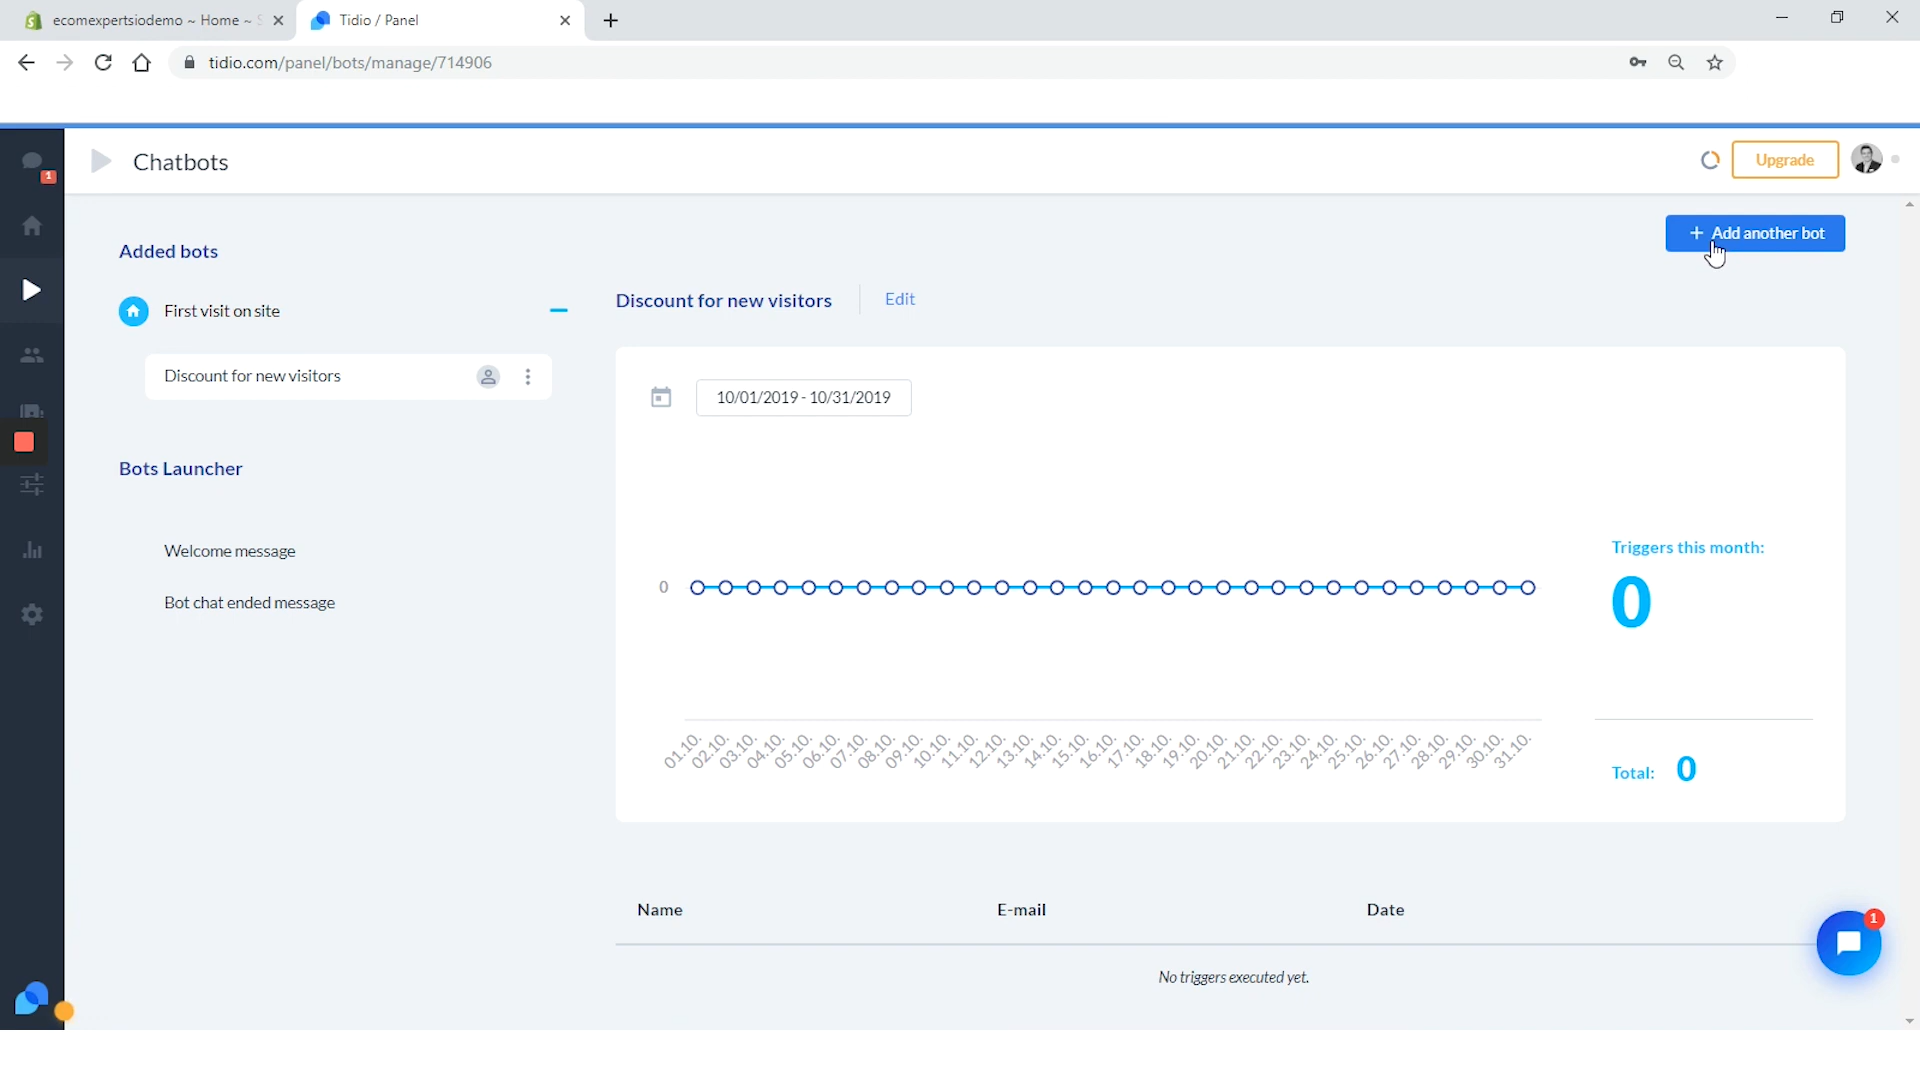 ecomexpertsiodemo ~ Home ~
Tidio / Panel
tidio.com/panel/bots/manage/714906
1
Chatbots
Upgrade
+ Add another bot
Added bots
First visit on site
Discount for new visitors
Edit
Discount for new visitors
10/01/2019 - 10/31/2019
Bots Launcher
Welcome message
Bot chat ended message
Triggers this month:
0
0
01.10. 02.10. 03.10. 04.10. 05.10. 06.10. 07.10. 08.10. 09.10. 10.10. 11.10. 12.10. 13.10. 14.10. 15.10. 16.10. 17.10. 18.10. 19.10. 20.10. 21.10. 22.10. 23.10. 24.10. 25.10. 26.10. 27.10. 28.10. 29.10. 30.10. 31.10.
Total: 0
Name E-mail Date
1
No triggers executed yet.